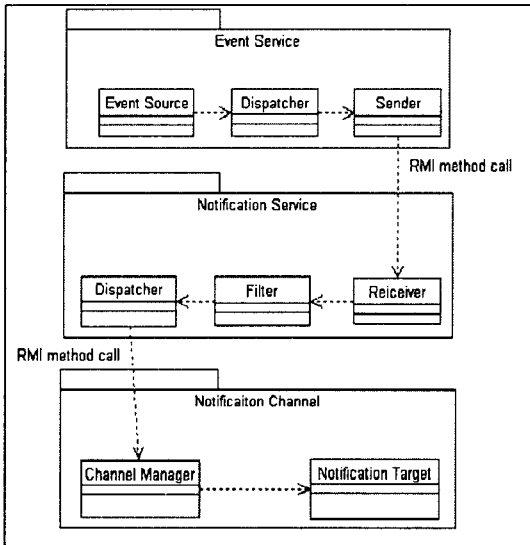 Event Service
Event Source
Dispatcher
Sender
RMI method call
Notification Service
Dispatcher
Filter
Reiceiver
RMI method call
Notificaiton Channel
Channel Manager
Notification Target